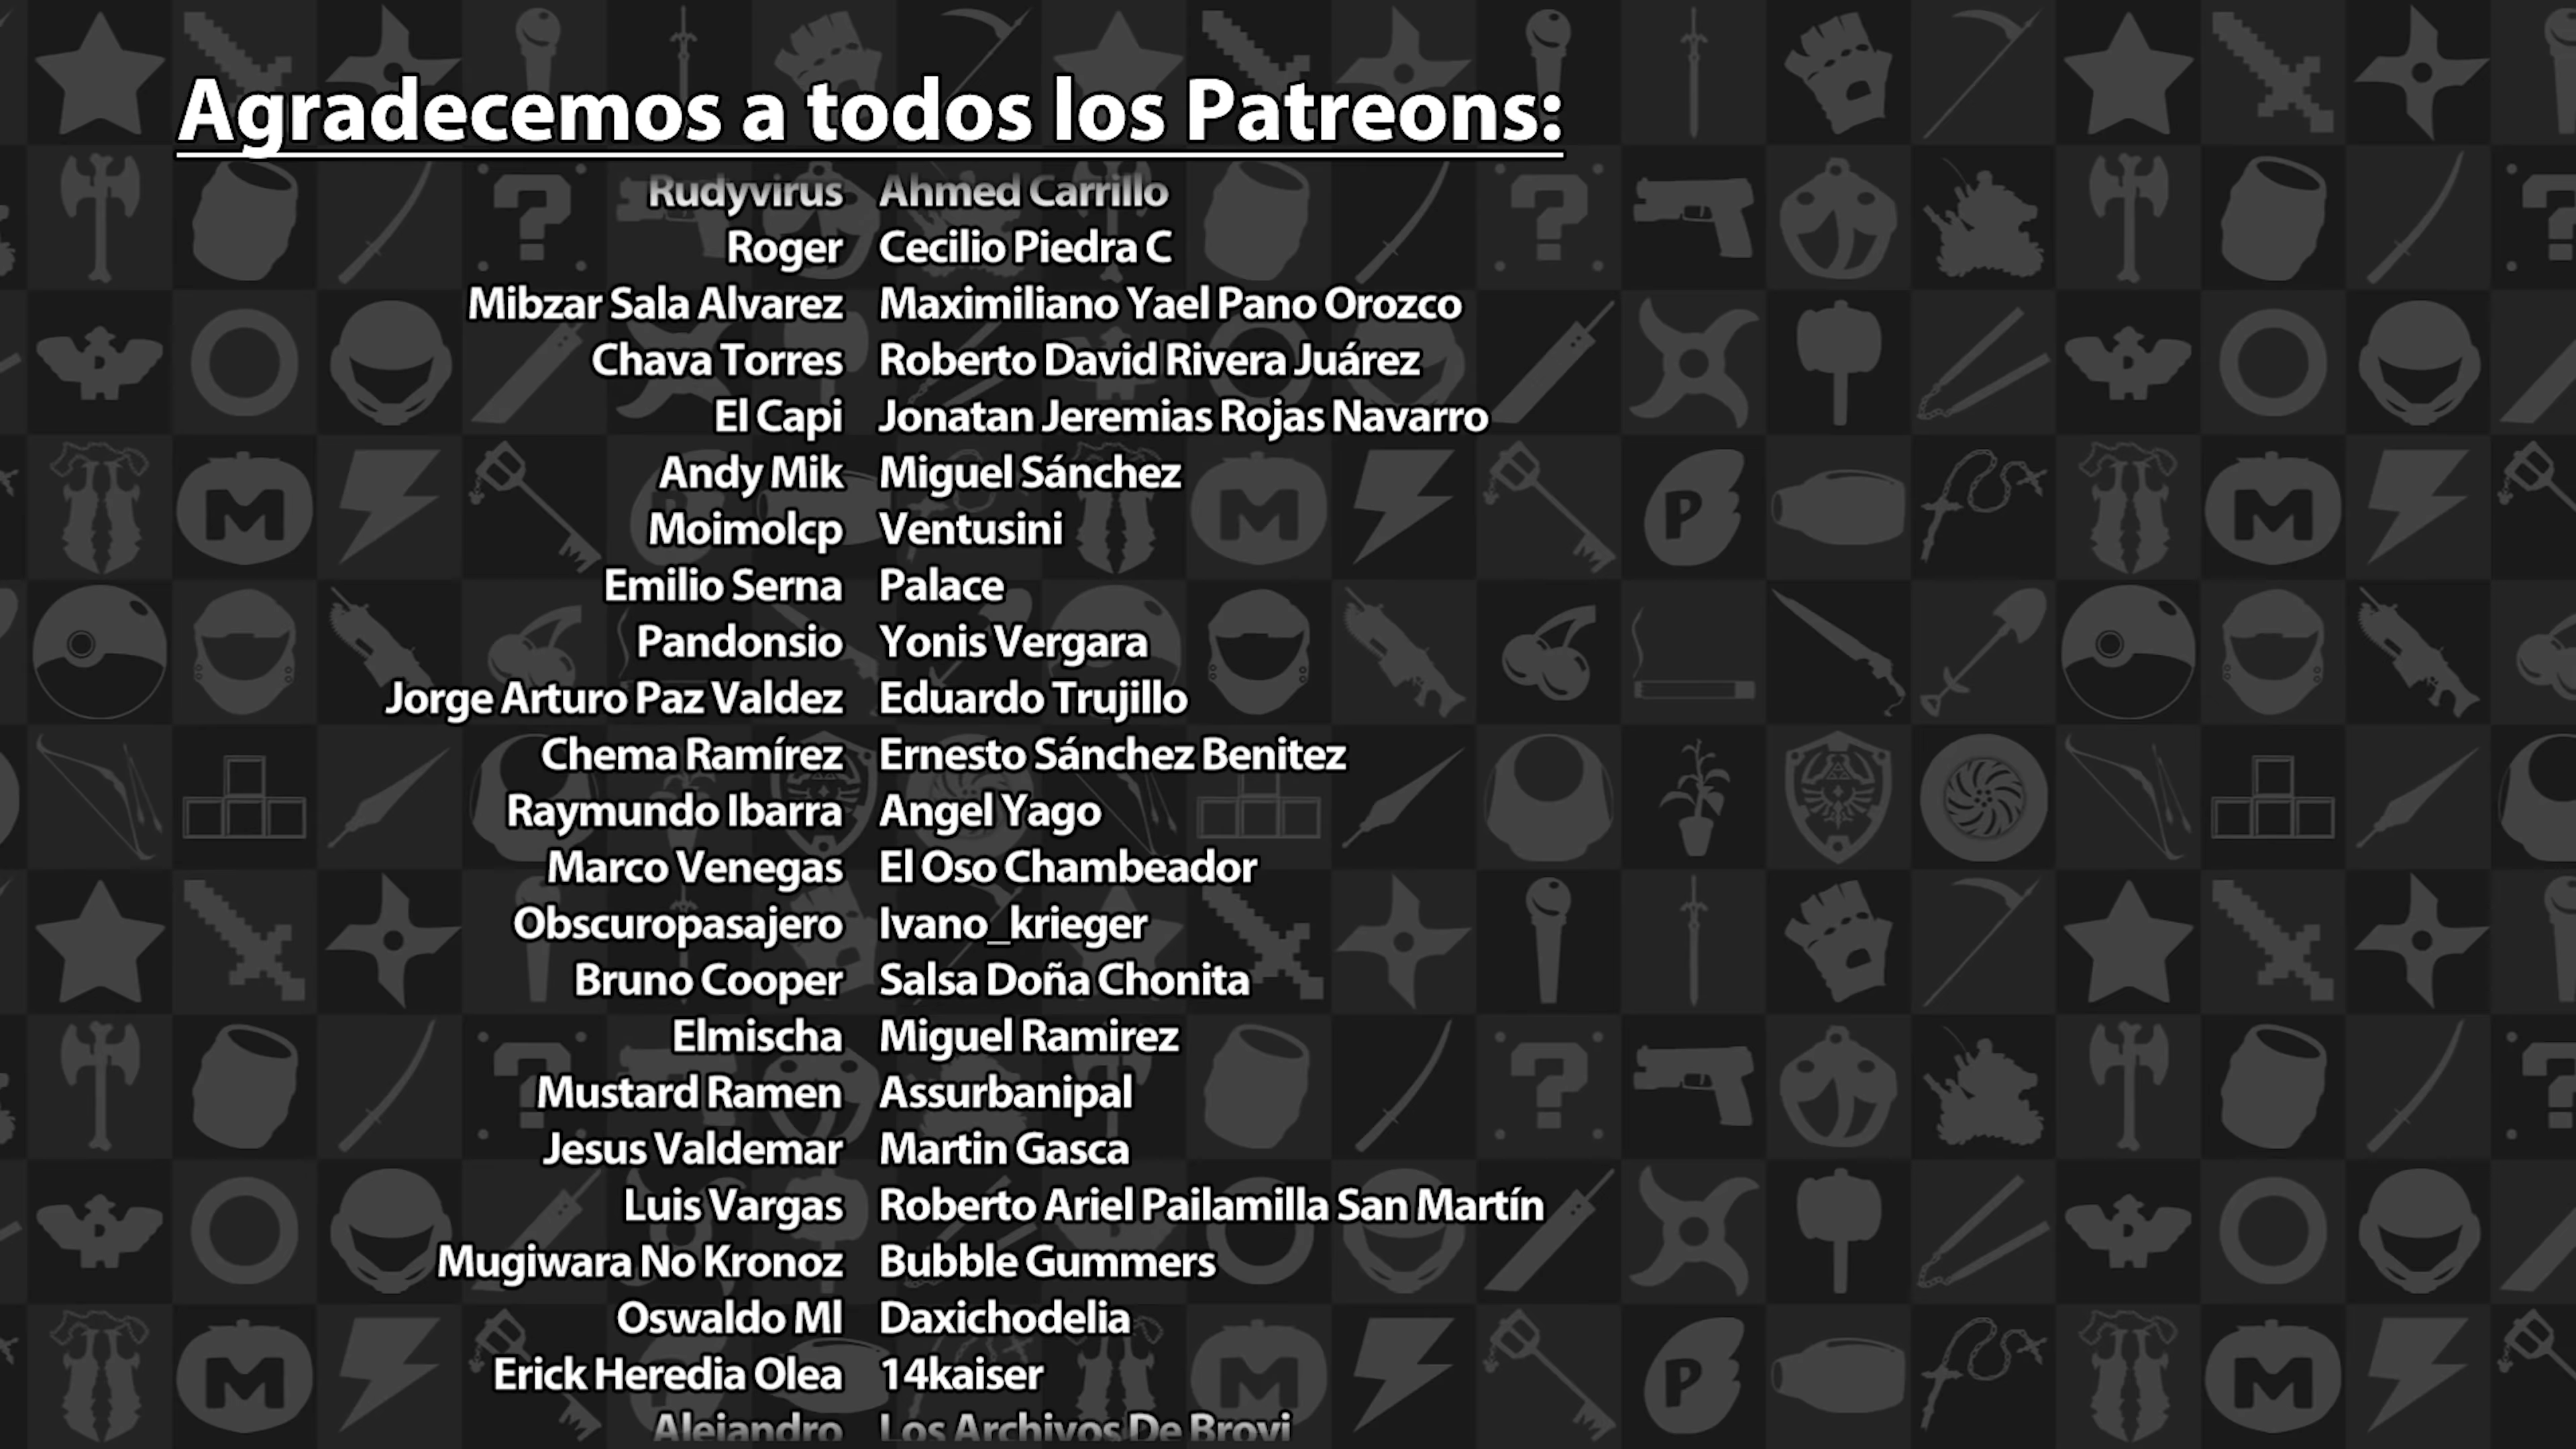 Agradecemos a todos los Patreons:
Rudyvirus Ahmed Carrillo
Roger Cecilio Piedra C
Mibzar Sala Alvarez Maximiliano Yael Pano Orozco
Chava Torres Roberto David Rivera Juárez
El Capi Jonatan Jeremias Rojas Navarro
Andy Mik Miguel Sánchez
Moimolcp Ventusini
Emilio Serna Palace
Pandonsio Yonis Vergara
Jorge Arturo Paz Valdez Eduardo Trujillo
Chema Ramírez Ernesto Sánchez Benitez
Raymundo Ibarra Angel Yago
Marco Venegas El Oso Chambeador
Obscuropasajero Ivano_krieger
Bruno Cooper Salsa Doña Chonita
Elmischa Miguel Ramirez
Mustard Ramen Assurbanipal
Jesus Valdemar Martin Gasca
Luis Vargas Roberto Ariel Pailamilla San Martín
Mugiwara No Kronoz Bubble Gummers
Oswaldo Ml Daxichodelia
Erick Heredia Olea 14kaiser
Alejandro Los Archivos De